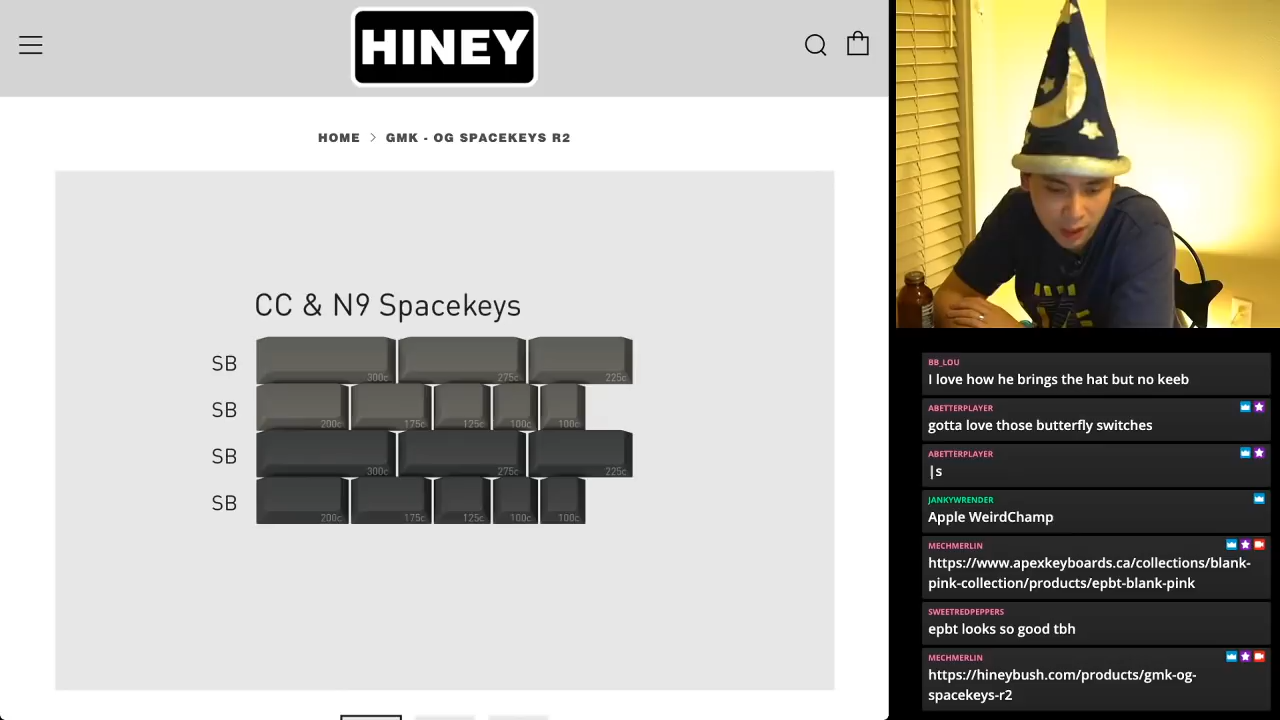 HINEY
HOME > GMK - OG SPACEKEYS R2
CC & N9 Spacekeys
SB 300c 275c 225c
SB 200c 175c 125c 100c 100c
SB 300c 275c 225c
SB 200c 175c 125c 100c 100c
BB_LOU
I love how he brings the hat but no keeb
ABETTERPLAYER
gotta love those butterfly switches
ABETTERPLAYER
|s
JANKYWRENDER
Apple WeirdChamp
MECHMERLIN
https://www.apexkeyboards.ca/collections/blank-
pink-collection/products/epbt-blank-pink
SWEETREDPEPPERS
epbt looks so good tbh
MECHMERLIN
https://hineybush.com/products/gmk-og-
spacekeys-r2